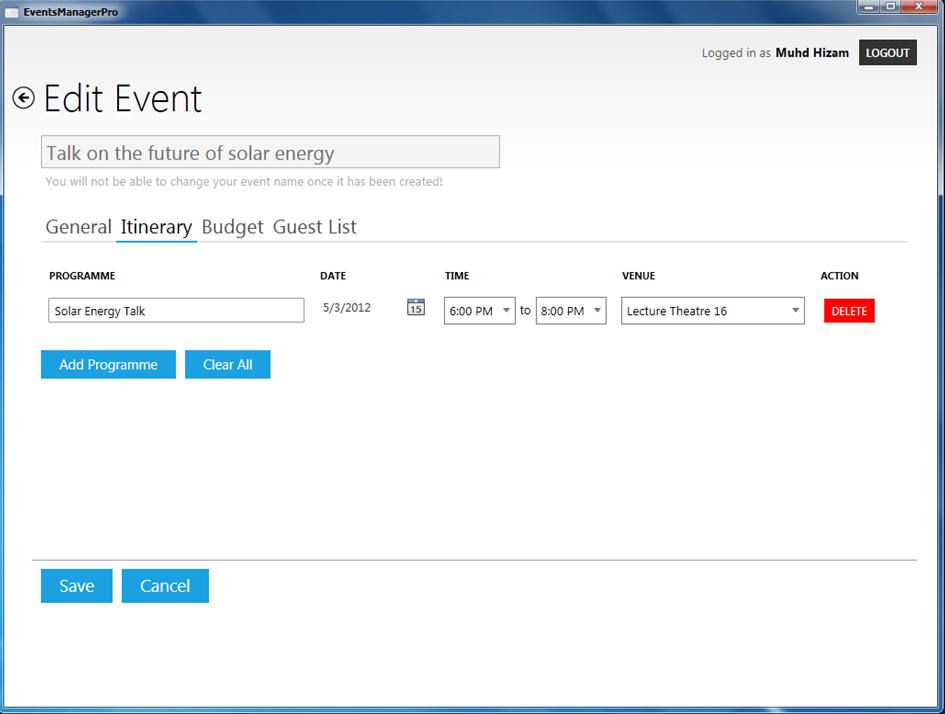 EventsManagerPro
Logged in as Muhd Hizam LOGOUT
Edit Event
Talk on the future of solar energy
You will not be able to change your event name once it has been created!
General Itinerary Budget Guest List
PROGRAMME DATE TIME VENUE ACTION
Solar Energy Talk 5/3/2012 15 6:00 PM to 8:00 PM Lecture Theatre 16 DELETE
Add Programme Clear All
Save Cancel